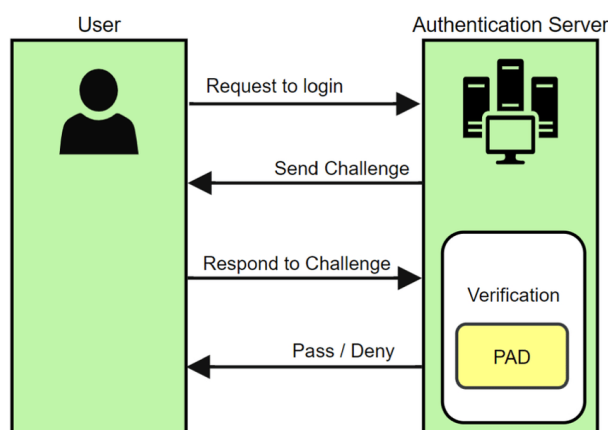 User
Authentication Server
Request to login
Send Challenge
Respond to Challenge
Verification
PAD
Pass / Deny